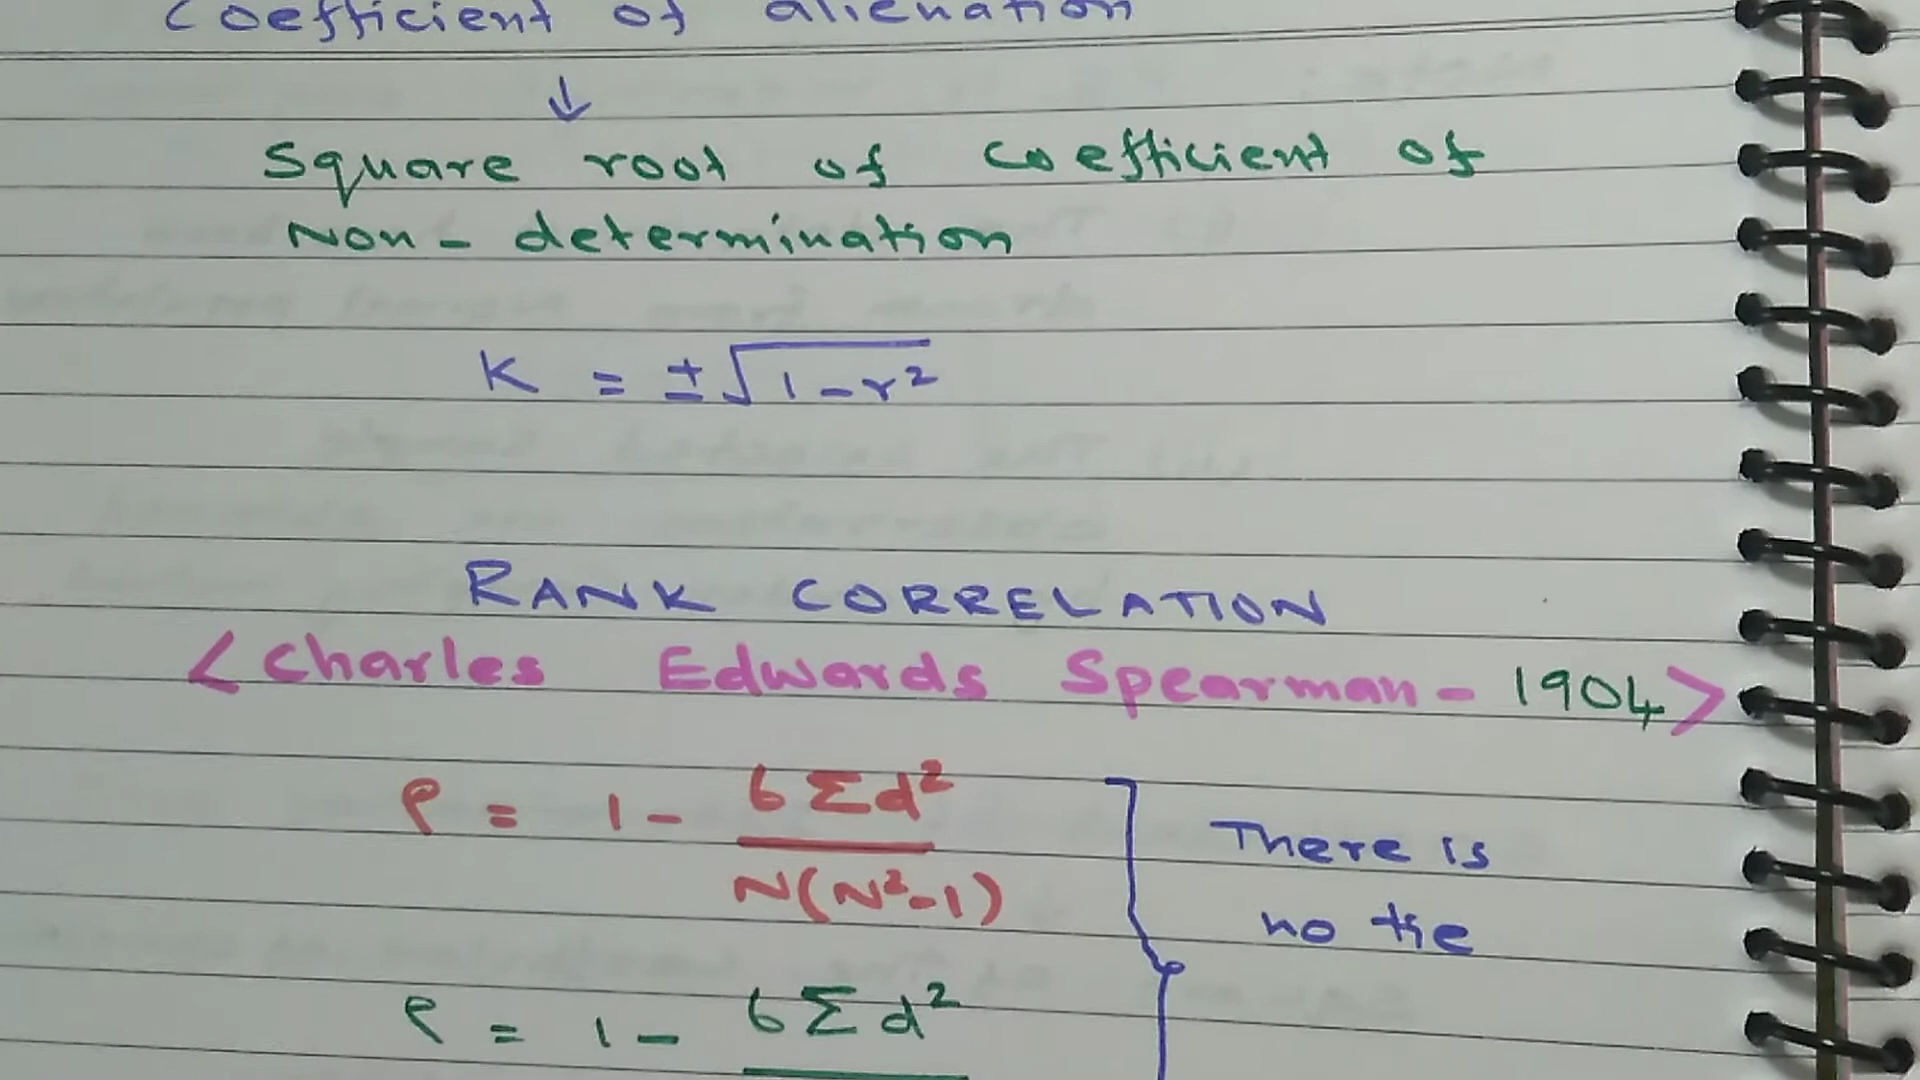 Coefficient of alienation
↓
Square root of coefficient of
Non-determination
K = ±√1-r²
RANK CORRELATION
<Charles Edwards Spearman - 1904>
ρ = 1 - 6Σd² / N(N²-1)
There is
no tie
ρ = 1 - 6Σd²